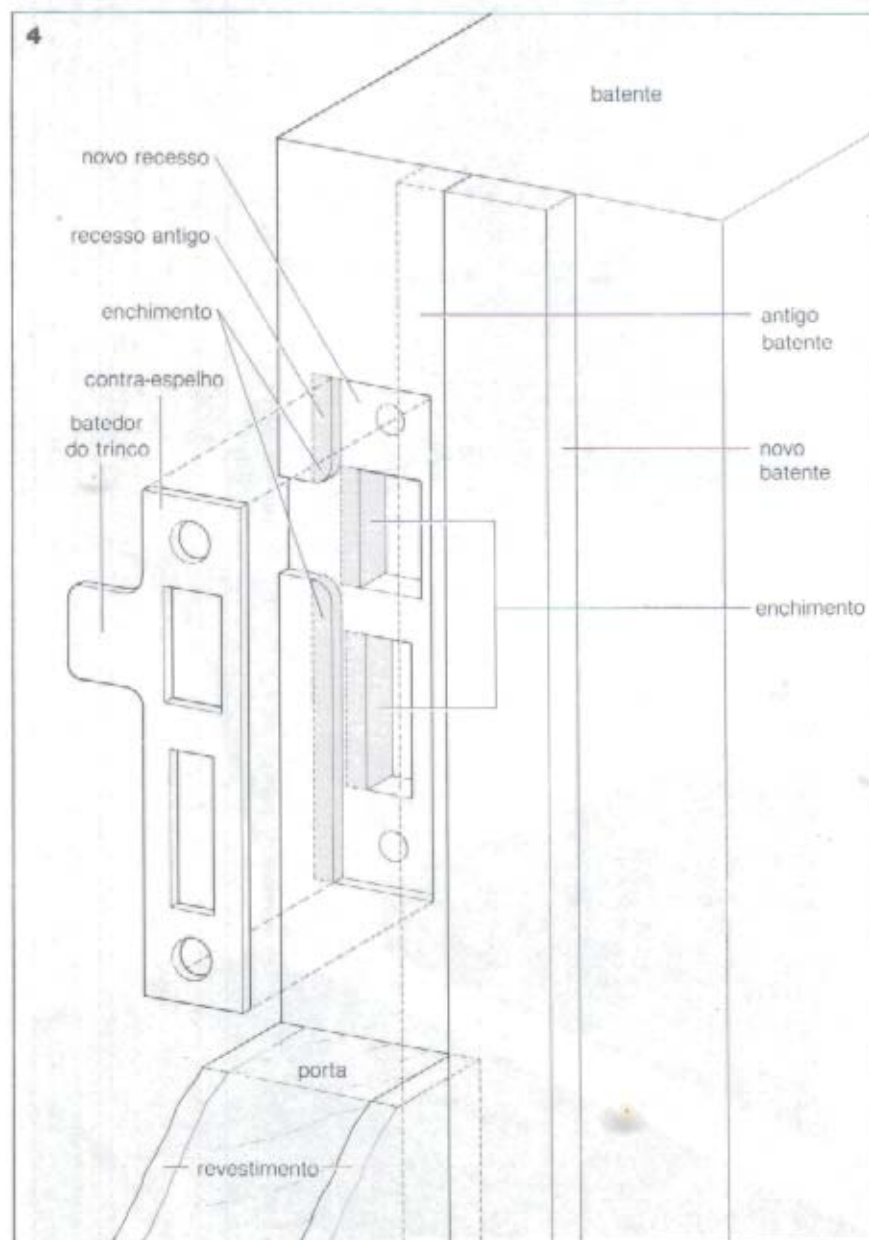 4
batente
novo recesso
recesso antigo
enchimento
contra-espelho
batedor
do trinco
antigo
batente
novo
batente
enchimento
porta
revestimento